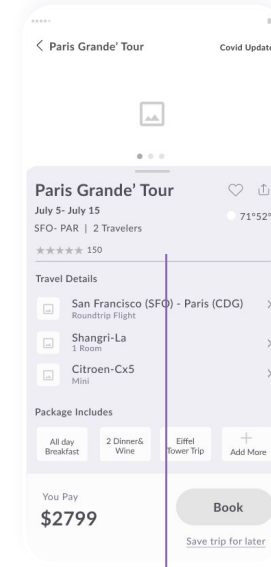 < Paris Grande’ Tour
Covid Update
Paris Grande’ Tour
July 5- July 15
71°52°
SFO- PAR | 2 Travelers
★★★★★ 150
Travel Details
San Francisco (SFO) - Paris (CDG)
Roundtrip Flight
Shangri-La
1 Room
Citroen-Cx5
Mini
Package Includes
All day
Breakfast
2 Dinner&
Wine
Eiffel
Tower Trip
+
Add More
You Pay
$2799
Book
Save trip for later